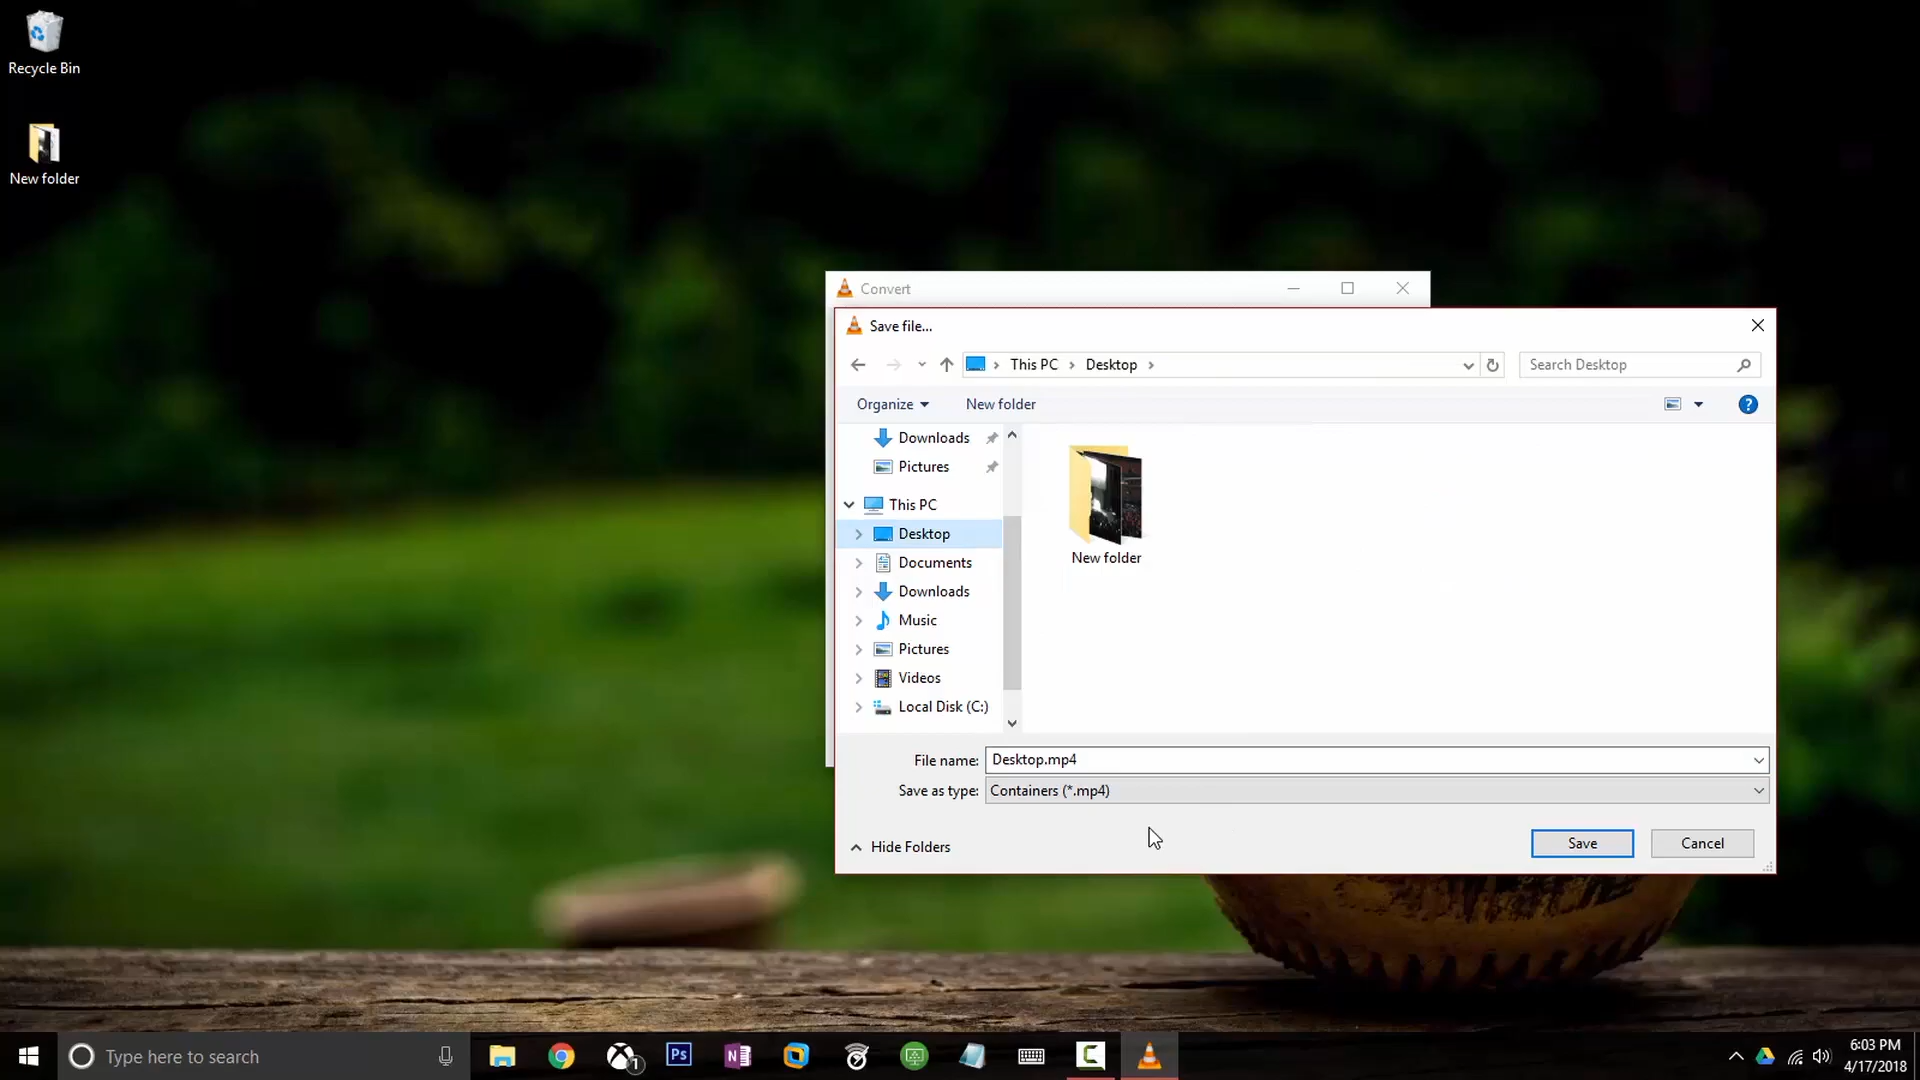 Recycle Bin
New folder
Convert
Save file...
This PC
Desktop
Search Desktop
Organize
New folder
?
Downloads
Pictures
This PC
Desktop
Documents
Downloads
Music
Pictures
Videos
Local Disk (C:)
New folder
File name:
Desktop.mp4
Save as type:
Containers (*.mp4)
Hide Folders
Save
Cancel
Type here to search
1
Ps
N
C
6:03 PM
4/17/2018